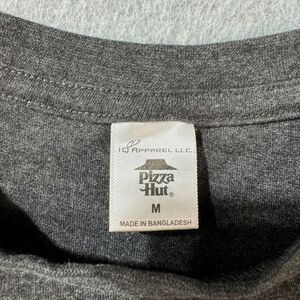 IQ APPAREL LLC.
Pizza
Hut®
M
MADE IN BANGLADESH